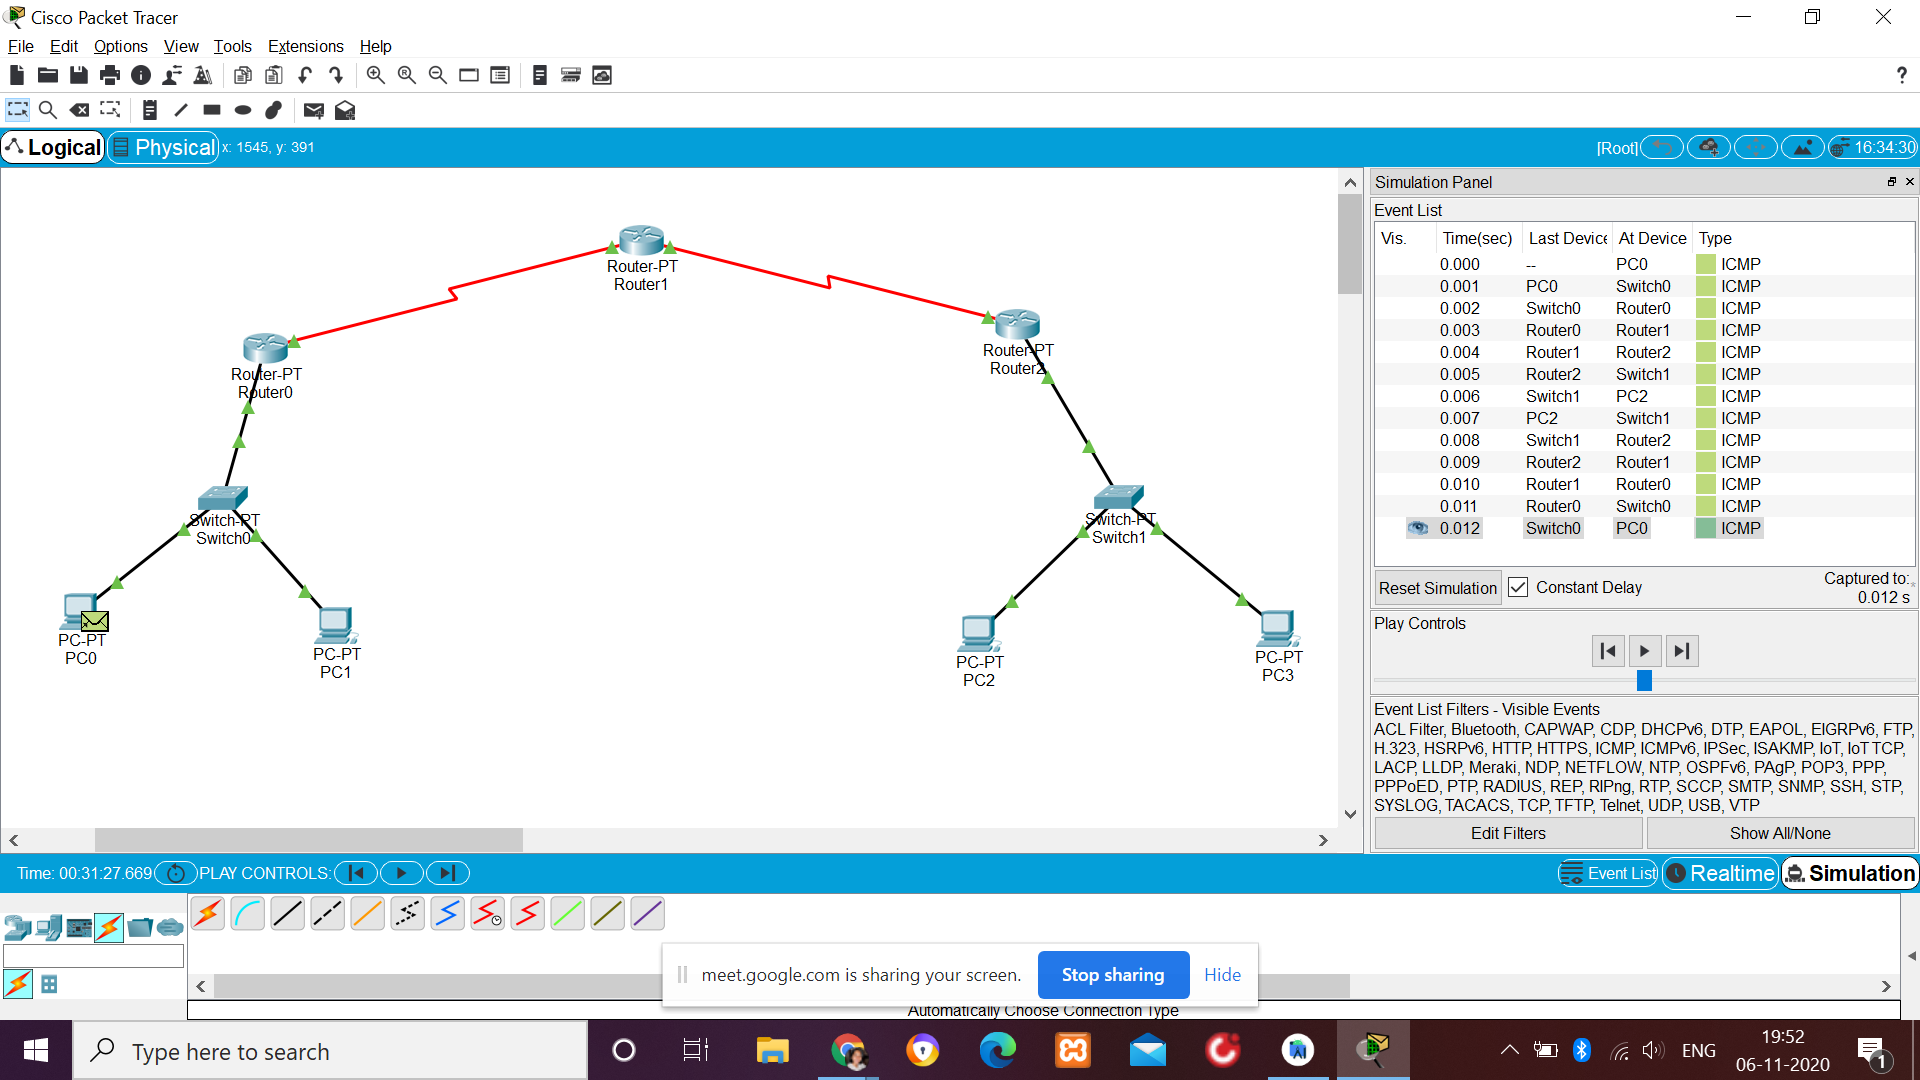 Cisco Packet Tracer
File Edit Options View Tools Extensions Help
?
Logical Physical x: 1545, y: 391
[Root] 16:34:30
Router-PT
Router1
Router-PT
Router2
Router-PT
Router0
Switch-PT
Switch0
Switch-PT
Switch1
PC-PT
PC0
PC-PT
PC1
PC-PT
PC2
PC-PT
PC3
Simulation Panel
Event List
Vis. Time(sec) Last Device At Device Type
0.000 -- PC0 ICMP
0.001 PC0 Switch0 ICMP
0.002 Switch0 Router0 ICMP
0.003 Router0 Router1 ICMP
0.004 Router1 Router2 ICMP
0.005 Router2 Switch1 ICMP
0.006 Switch1 PC2 ICMP
0.007 PC2 Switch1 ICMP
0.008 Switch1 Router2 ICMP
0.009 Router2 Router1 ICMP
0.010 Router1 Router0 ICMP
0.011 Router0 Switch0 ICMP
0.012 Switch0 PC0 ICMP
Reset Simulation Constant Delay
Captured to:
0.012 s
Play Controls
Event List Filters - Visible Events
ACL Filter, Bluetooth, CAPWAP, CDP, DHCPv6, DTP, EAPOL, EIGRPv6, FTP,
H.323, HSRPv6, HTTP, HTTPS, ICMP, ICMPv6, IPSec, ISAKMP, IoT, IoT TCP,
LACP, LLDP, Meraki, NDP, NETFLOW, NTP, OSPFv6, PAgP, POP3, PPP,
PPPoED, PTP, RADIUS, REP, RIPng, RTP, SCCP, SMTP, SNMP, SSH, STP,
SYSLOG, TACACS, TCP, TFTP, Telnet, UDP, USB, VTP
Edit Filters Show All/None
Time: 00:31:27.669 PLAY CONTROLS:
Event List Realtime Simulation
meet.google.com is sharing your screen. Stop sharing Hide
Automatically Choose Connection Type
Type here to search
ENG
19:52
06-11-2020
1